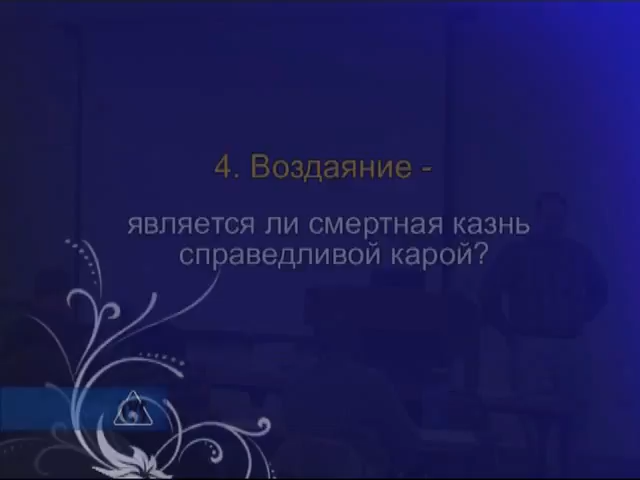 4. Воздаяние -
является ли смертная казнь
справедливой карой?